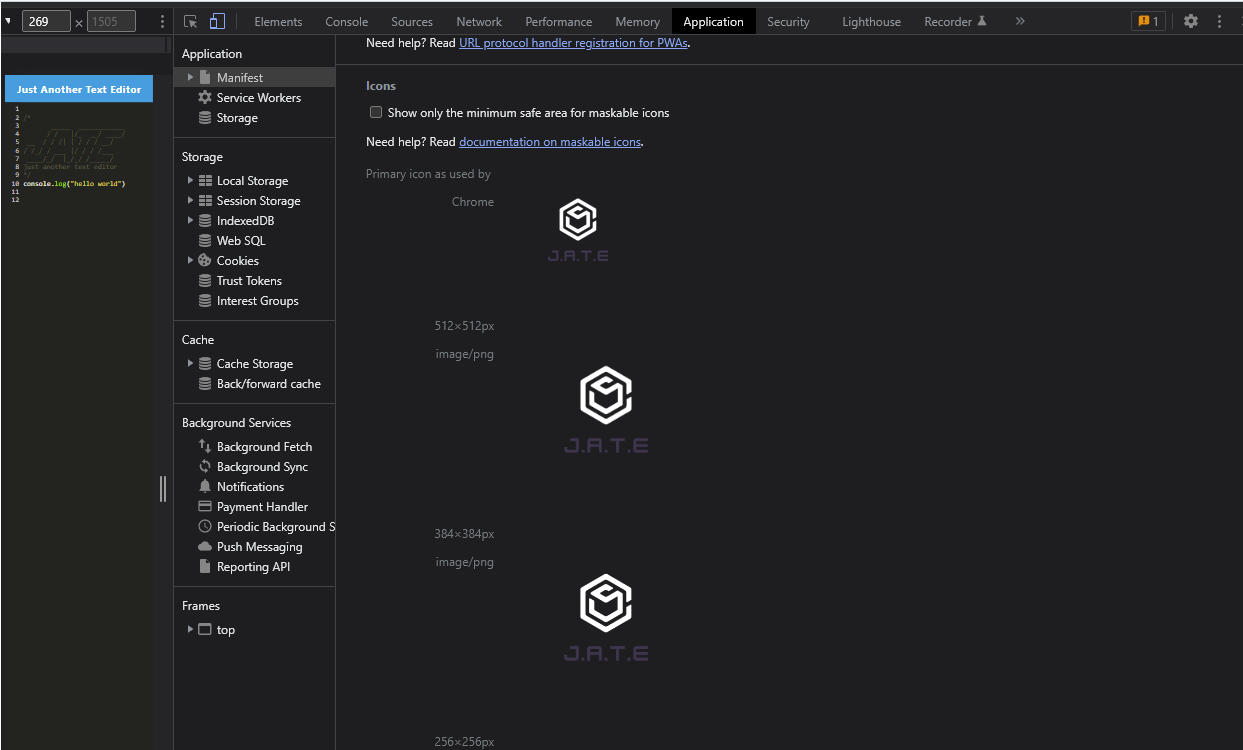 269 × 1505
Elements Console Sources Network Performance Memory Application Security Lighthouse Recorder » 1
Just Another Text Editor
1
2 /*
3
4
5
6
7
8 just another text editor
9 */
10 console.log("hello world")
11
12
Application
Manifest
Service Workers
Storage
Storage
Local Storage
Session Storage
IndexedDB
Web SQL
Cookies
Trust Tokens
Interest Groups
Cache
Cache Storage
Back/forward cache
Background Services
Background Fetch
Background Sync
Notifications
Payment Handler
Periodic Background S
Push Messaging
Reporting API
Frames
top
Need help? Read URL protocol handler registration for PWAs.
Icons
Show only the minimum safe area for maskable icons
Need help? Read documentation on maskable icons.
Primary icon as used by
Chrome
J.A.T.E
512×512px
image/png
J.A.T.E
384×384px
image/png
J.A.T.E
256×256px